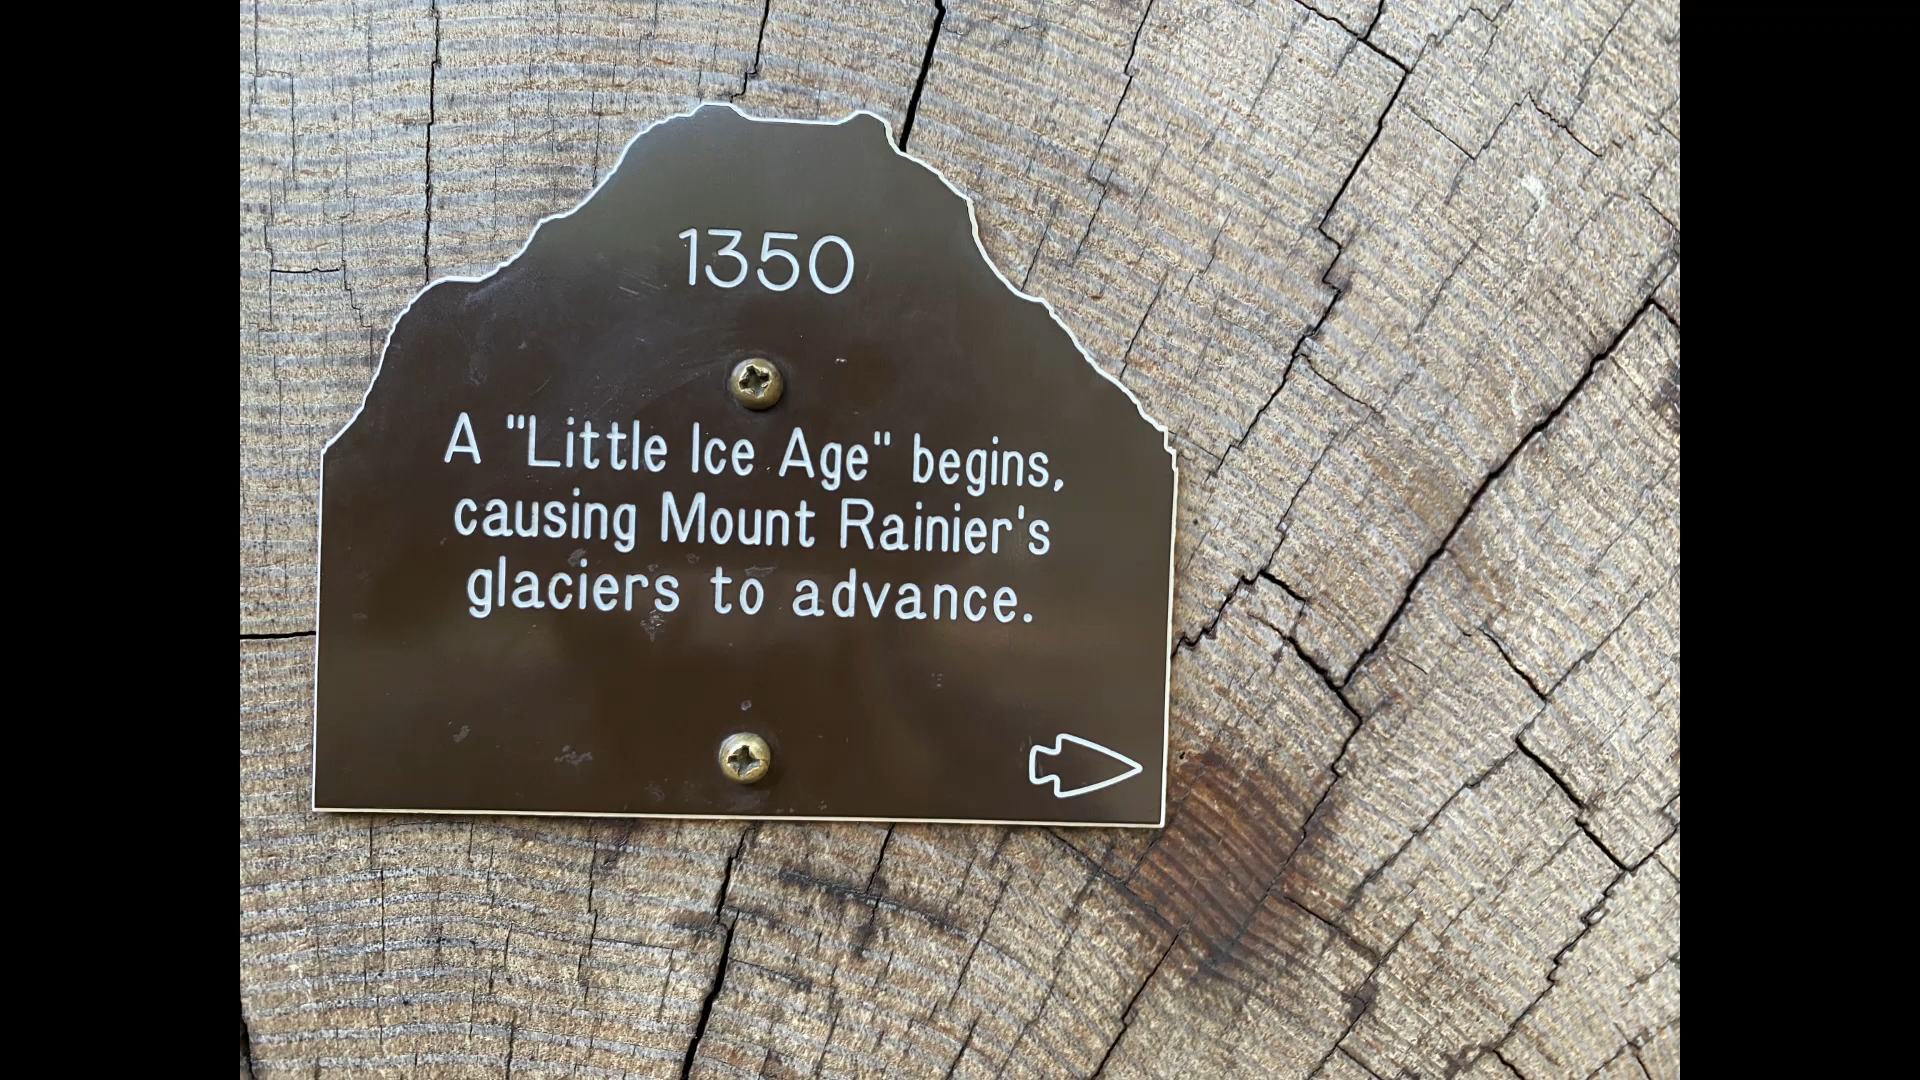 1350
A "Little Ice Age" begins,
causing Mount Rainier's
glaciers to advance.